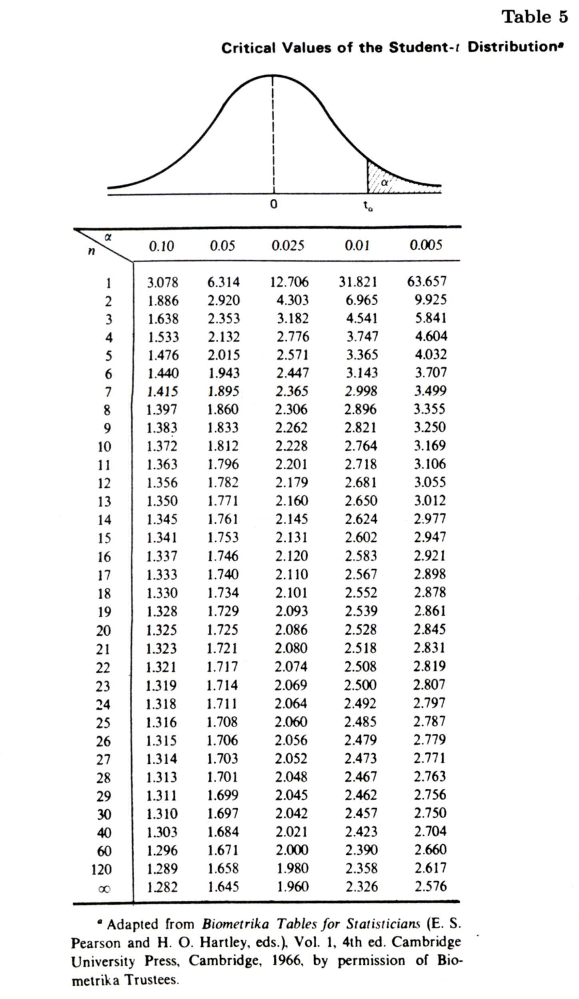 Table 5
Critical Values of the Student-t Distributionᵃ
α
0 tα
α
n 0.10 0.05 0.025 0.01 0.005
1 3.078 6.314 12.706 31.821 63.657
2 1.886 2.920 4.303 6.965 9.925
3 1.638 2.353 3.182 4.541 5.841
4 1.533 2.132 2.776 3.747 4.604
5 1.476 2.015 2.571 3.365 4.032
6 1.440 1.943 2.447 3.143 3.707
7 1.415 1.895 2.365 2.998 3.499
8 1.397 1.860 2.306 2.896 3.355
9 1.383 1.833 2.262 2.821 3.250
10 1.372 1.812 2.228 2.764 3.169
11 1.363 1.796 2.201 2.718 3.106
12 1.356 1.782 2.179 2.681 3.055
13 1.350 1.771 2.160 2.650 3.012
14 1.345 1.761 2.145 2.624 2.977
15 1.341 1.753 2.131 2.602 2.947
16 1.337 1.746 2.120 2.583 2.921
17 1.333 1.740 2.110 2.567 2.898
18 1.330 1.734 2.101 2.552 2.878
19 1.328 1.729 2.093 2.539 2.861
20 1.325 1.725 2.086 2.528 2.845
21 1.323 1.721 2.080 2.518 2.831
22 1.321 1.717 2.074 2.508 2.819
23 1.319 1.714 2.069 2.500 2.807
24 1.318 1.711 2.064 2.492 2.797
25 1.316 1.708 2.060 2.485 2.787
26 1.315 1.706 2.056 2.479 2.779
27 1.314 1.703 2.052 2.473 2.771
28 1.313 1.701 2.048 2.467 2.763
29 1.311 1.699 2.045 2.462 2.756
30 1.310 1.697 2.042 2.457 2.750
40 1.303 1.684 2.021 2.423 2.704
60 1.296 1.671 2.000 2.390 2.660
120 1.289 1.658 1.980 2.358 2.617
∞ 1.282 1.645 1.960 2.326 2.576
ᵃ Adapted from Biometrika Tables for Statisticians (E. S.
Pearson and H. O. Hartley, eds.), Vol. 1, 4th ed. Cambridge
University Press, Cambridge, 1966, by permission of Bio-
metrika Trustees.